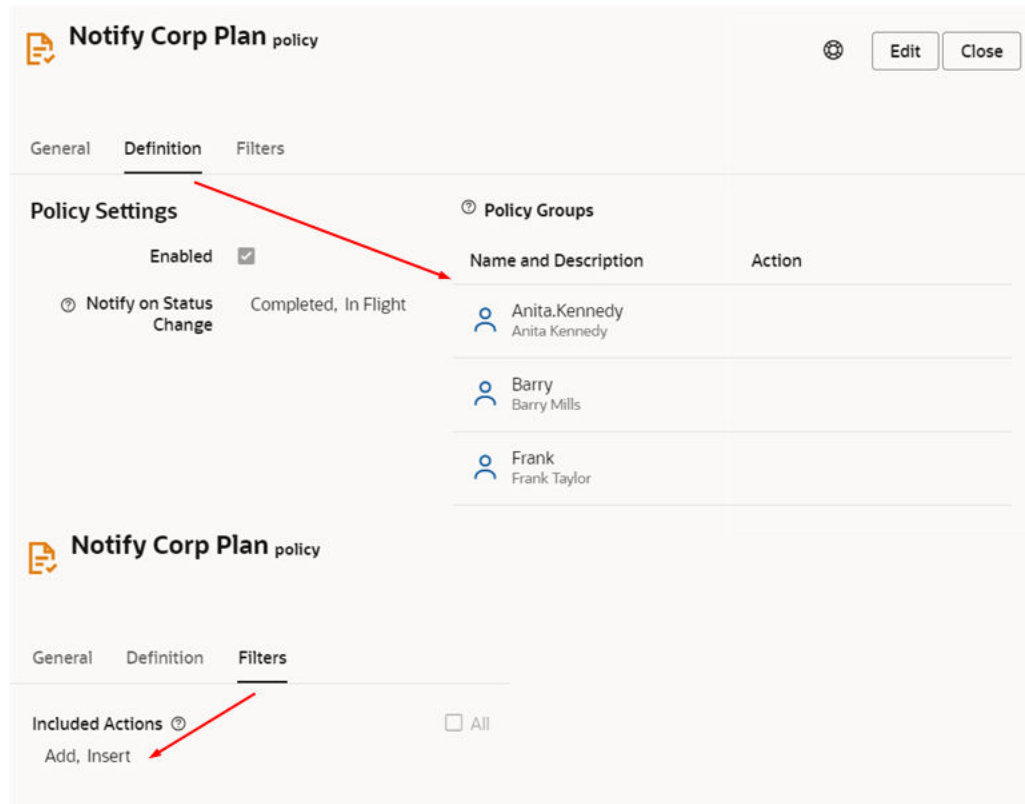 Notify Corp Plan policy
Edit
Close
General
Definition
Filters
Policy Settings
Enabled
Notify on Status
Change
Completed, In Flight
Policy Groups
Name and Description
Action
Anita.Kennedy
Anita Kennedy
Barry
Barry Mills
Frank
Frank Taylor
Notify Corp Plan policy
General
Definition
Filters
Included Actions
All
Add, Insert